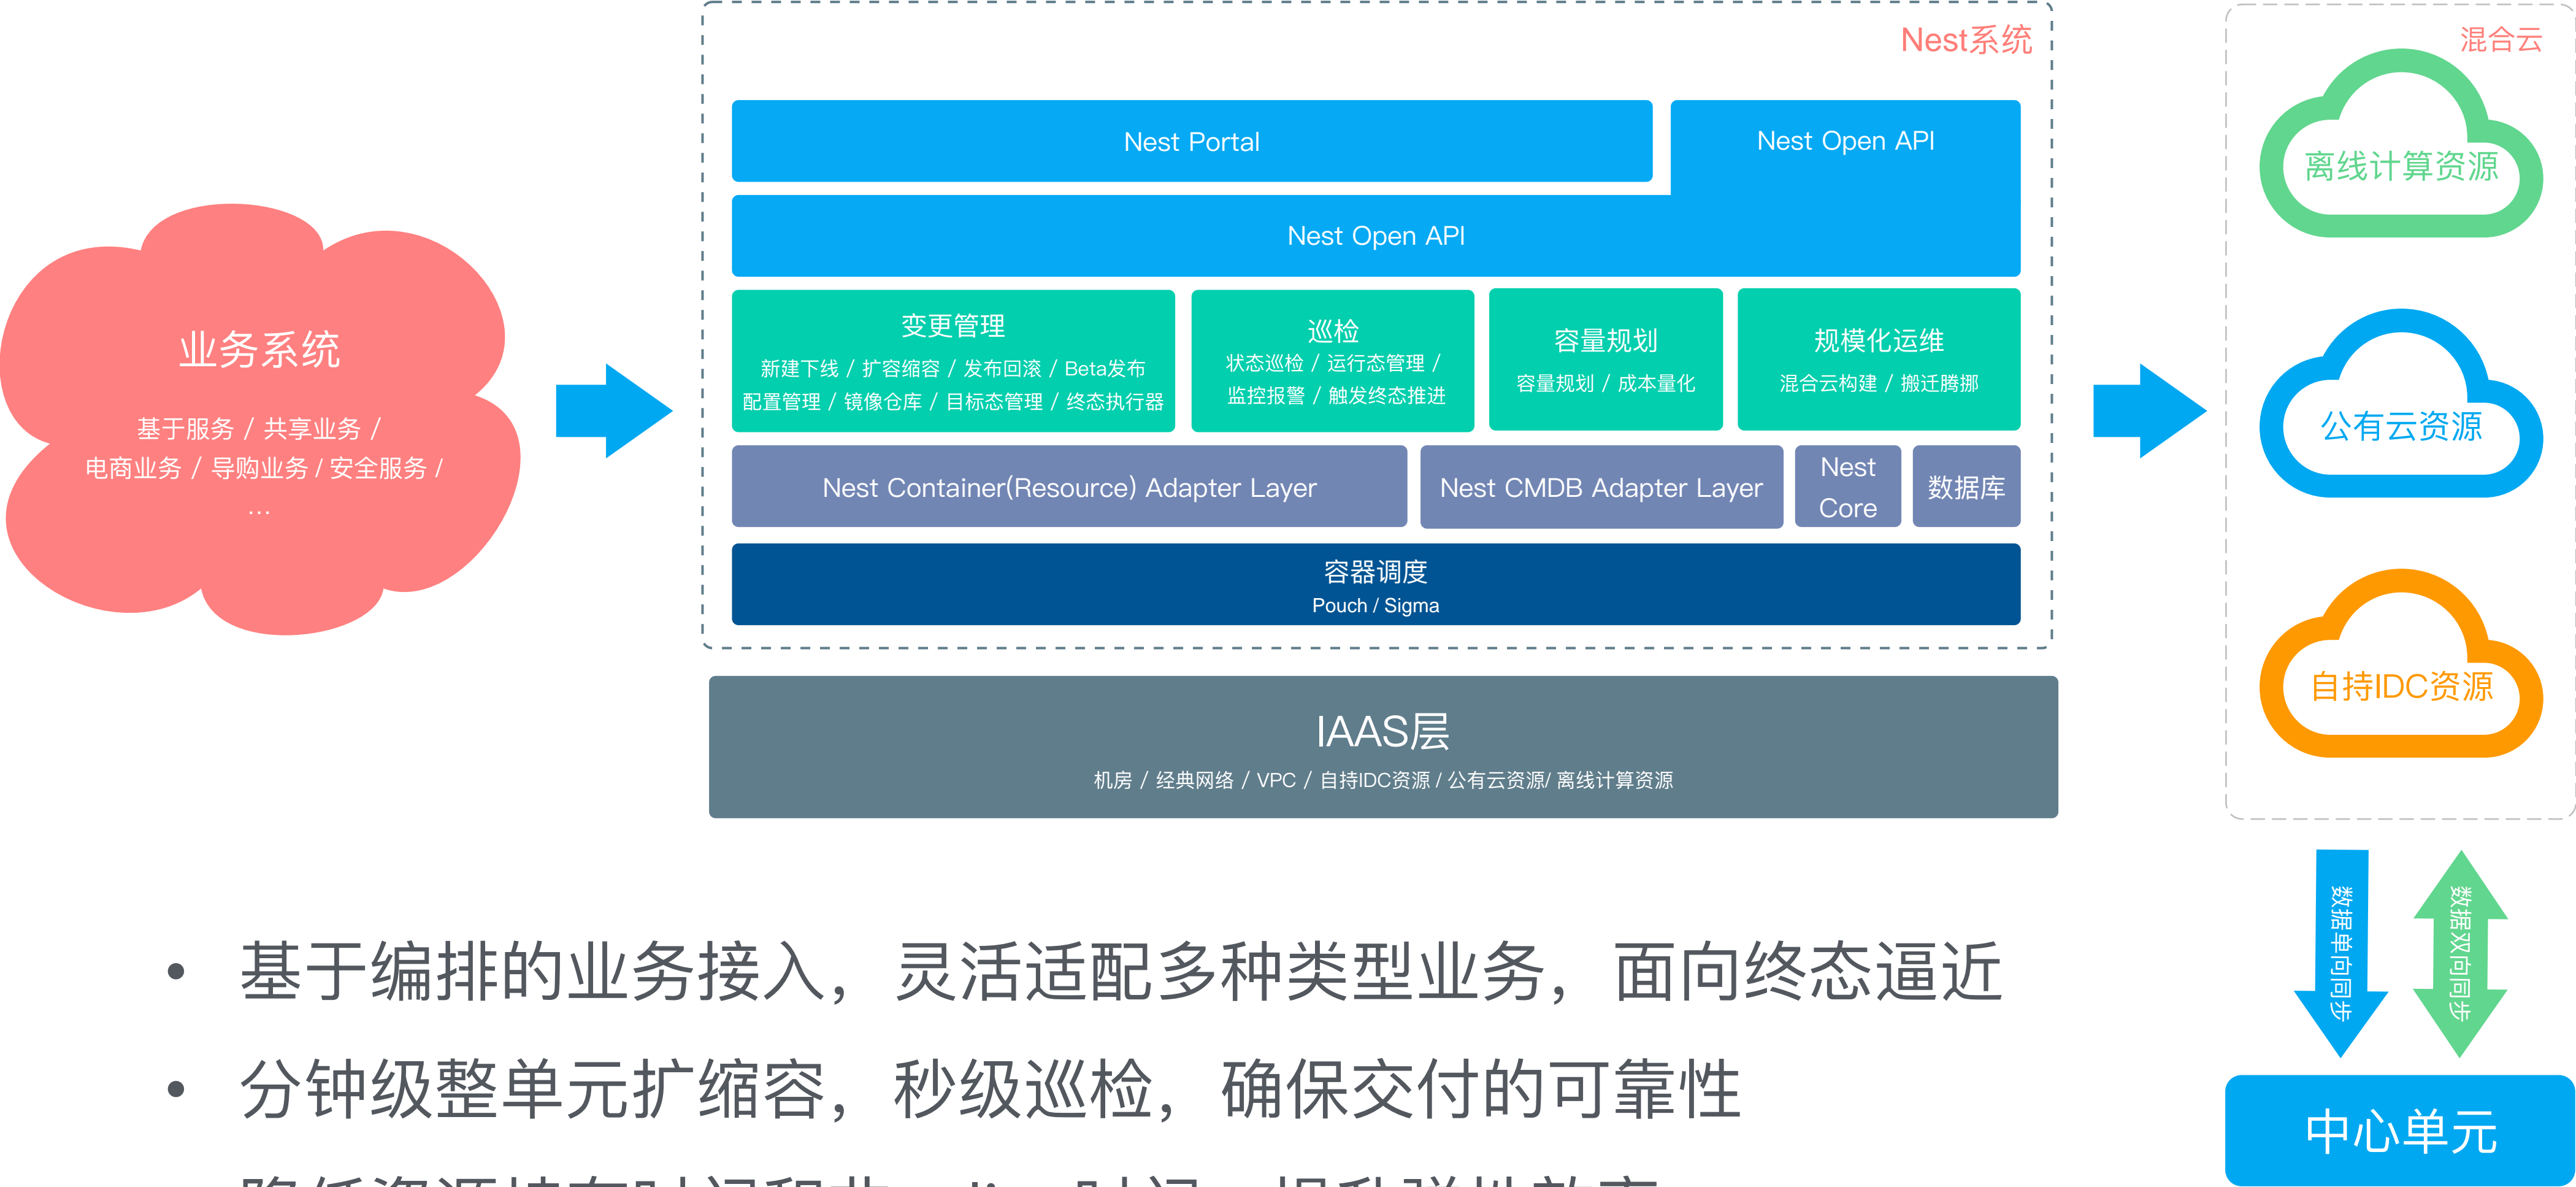 Nest系统
混合云
Nest Portal
Nest Open API
Nest Open API
业务系统
基于服务 / 共享业务 /
电商业务 / 导购业务 / 安全服务 /
...
变更管理
新建下线 / 扩容缩容 / 发布回滚 / Beta发布
配置管理 / 镜像仓库 / 目标态管理 / 终态执行器
巡检
状态巡检 / 运行态管理 /
监控报警 / 触发终态推进
容量规划
容量规划 / 成本量化
规模化运维
混合云构建 / 搬迁腾挪
Nest Container(Resource) Adapter Layer
Nest CMDB Adapter Layer
Nest
Core
数据库
容器调度
Pouch / Sigma
IAAS层
机房 / 经典网络 / VPC / 自持IDC资源 / 公有云资源/ 离线计算资源
离线计算资源
公有云资源
自持IDC资源
数据单向同步
数据双向同步
中心单元
• 基于编排的业务接入，灵活适配多种类型业务，面向终态逼近
• 分钟级整单元扩缩容，秒级巡检，确保交付的可靠性